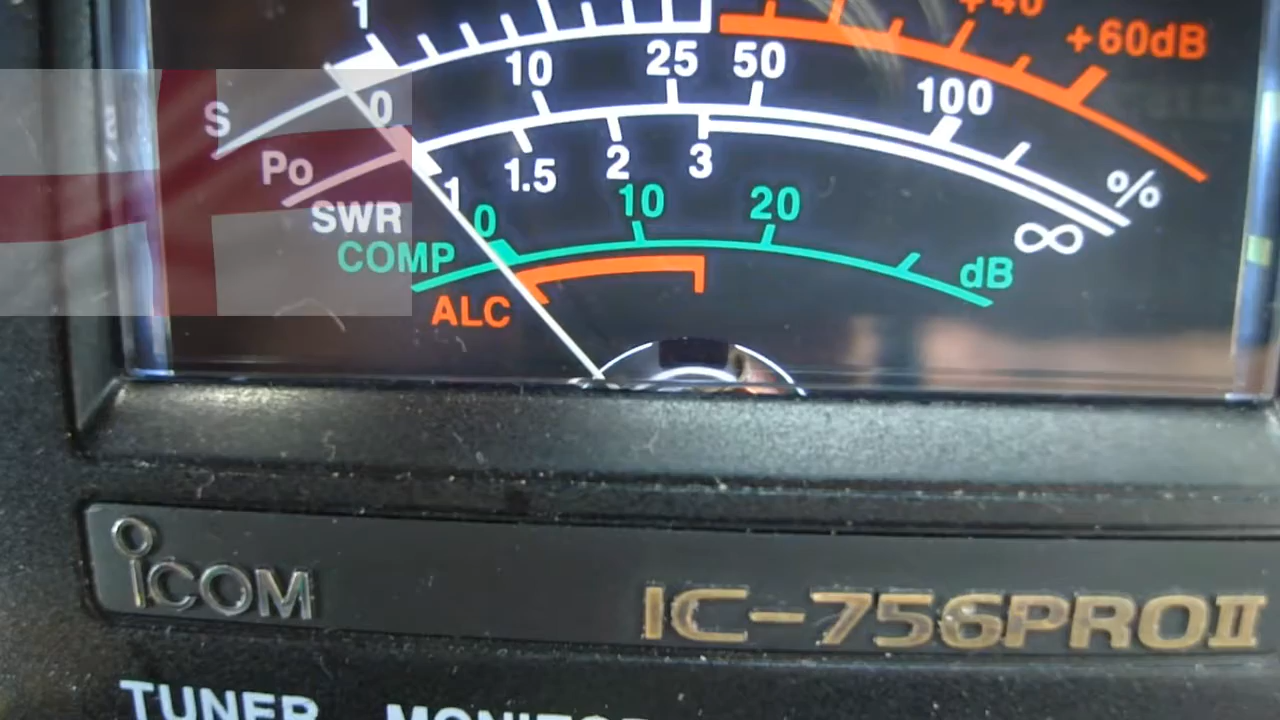 1 +40 +60dB
S 0 10 25 50 100 %
Po 1 1.5 2 3 ∞
SWR
COMP 0 10 20 dB
ALC
ICOM
IC-756PROII
TUNER MONITOR